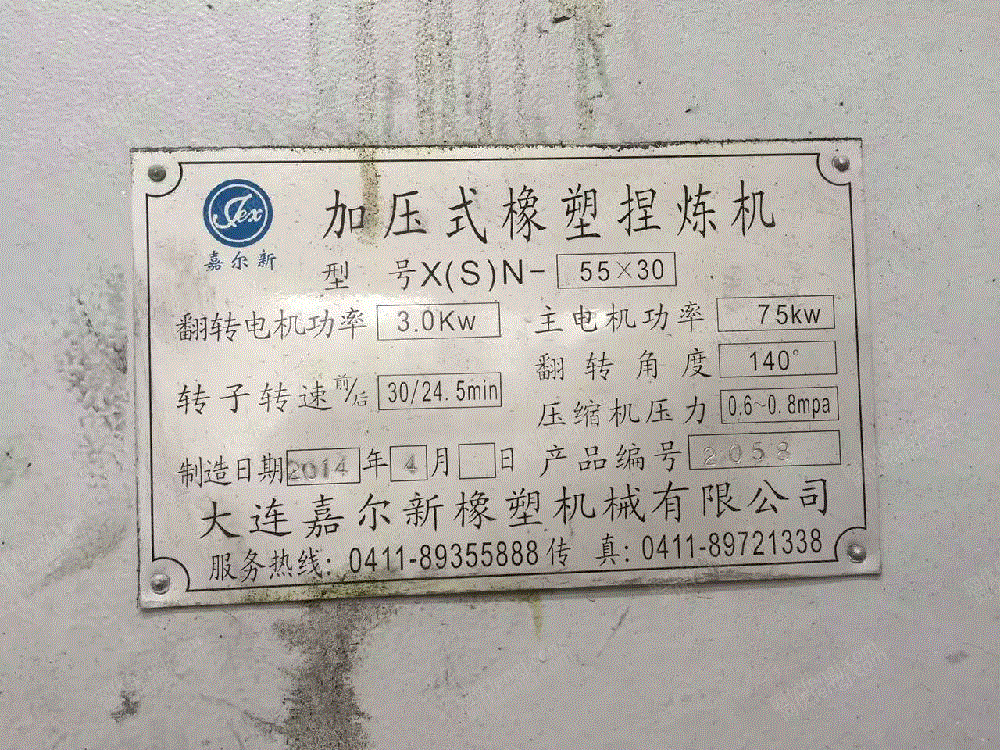 Jex
嘉尔新
加压式橡塑捏炼机
型 号X(S)N- 55×30
翻转电机功率 3.0Kw 主电机功率 75kw
翻转角度 140°
转子转速前/后 30/24.5min
压缩机压力 0.6~0.8mpa
制造日期 2014 年 4 月 日 产品编号 2058
大连嘉尔新橡塑机械有限公司
服务热线: 0411-89355888 传 真: 0411-89721338